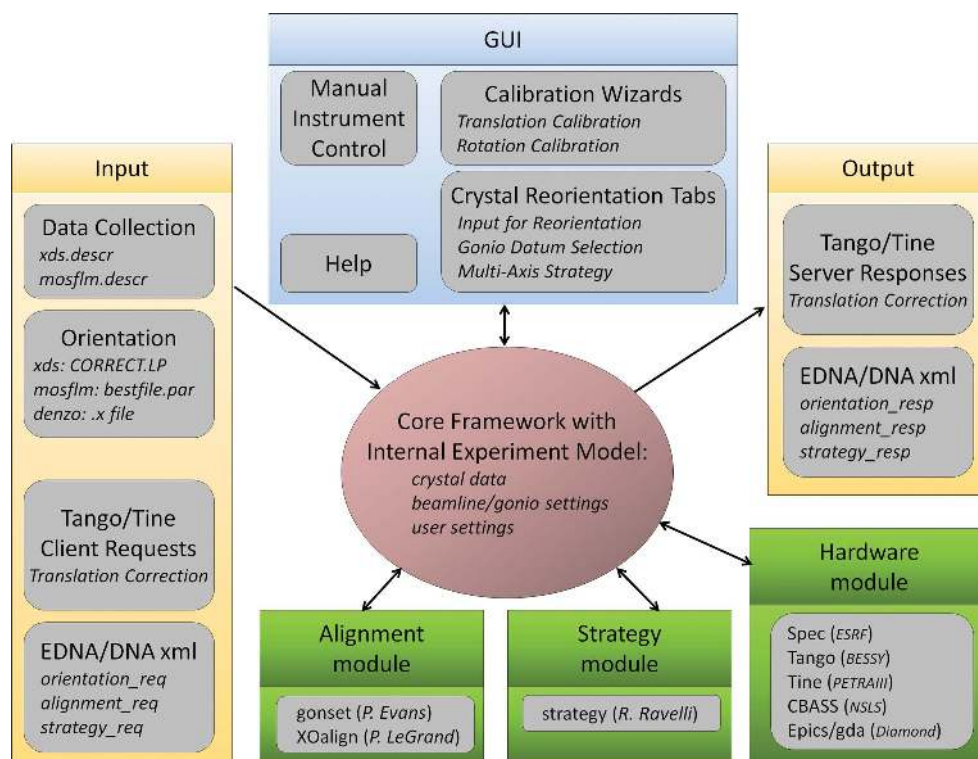 GUI
Manual
Instrument
Control
Help
Calibration Wizards
Translation Calibration
Rotation Calibration
Crystal Reorientation Tabs
Input for Reorientation
Gonio Datum Selection
Multi-Axis Strategy
Input
Data Collection
xds.descr
mosflm.descr
Orientation
xds: CORRECT.LP
mosflm: bestfile.par
denzo: .x file
Tango/Tine
Client Requests
Translation Correction
EDNA/DNA xml
orientation_req
alignment_req
strategy_req
Core Framework with
Internal Experiment Model:
crystal data
beamline/gonio settings
user settings
Output
Tango/Tine
Server Responses
Translation Correction
EDNA/DNA xml
orientation_resp
alignment_resp
strategy_resp
Alignment
module
gonset (P. Evans)
XOalign (P. LeGrand)
Strategy
module
strategy (R. Ravelli)
Hardware
module
Spec (ESRF)
Tango (BESSY)
Tine (PETRAIII)
CBASS (NSLS)
Epics/gda (Diamond)